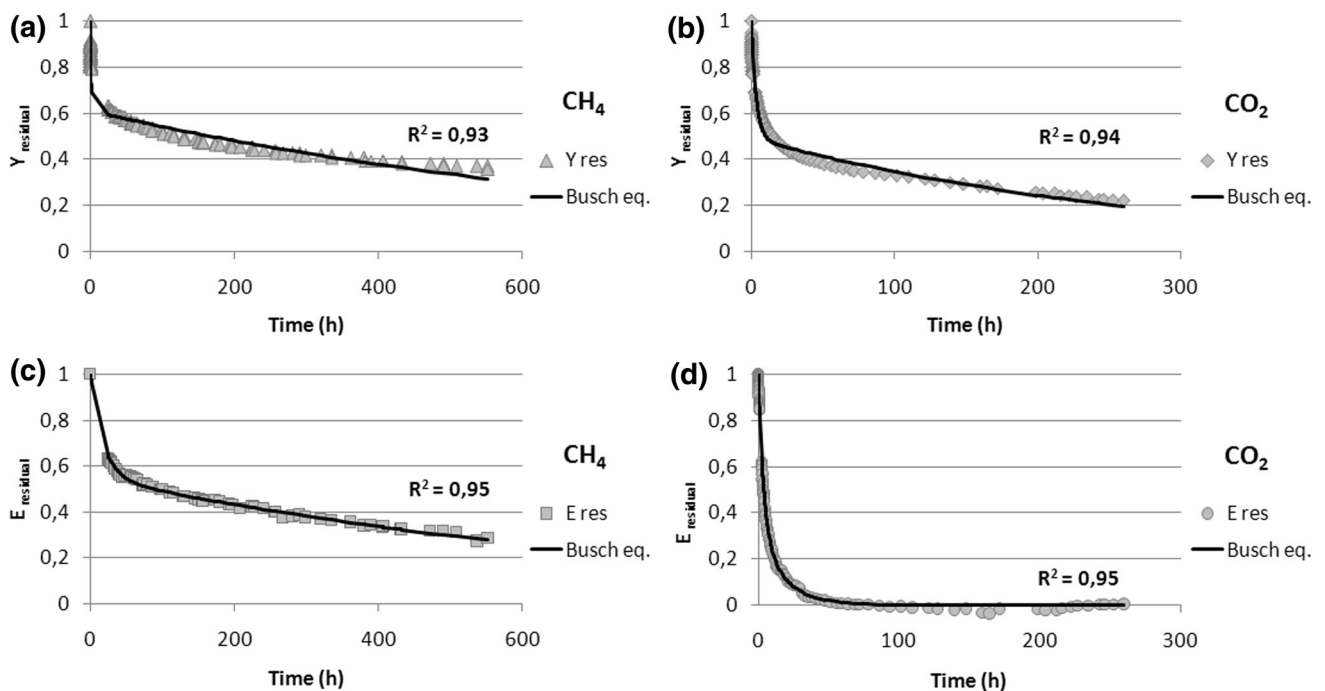 (a)
Y residual
1
0,8
0,6
0,4
0,2
0
0 200 400 600
Time (h)
CH4
R² = 0,93
Y res
Busch eq.
(b)
Y residual
1
0,8
0,6
0,4
0,2
0
0 100 200 300
Time (h)
CO2
R² = 0,94
Y res
Busch eq.
(c)
E residual
1
0,8
0,6
0,4
0,2
0
0 200 400 600
Time (h)
CH4
R² = 0,95
E res
Busch eq.
(d)
E residual
1
0,8
0,6
0,4
0,2
0
0 100 200 300
Time (h)
CO2
R² = 0,95
E res
Busch eq.